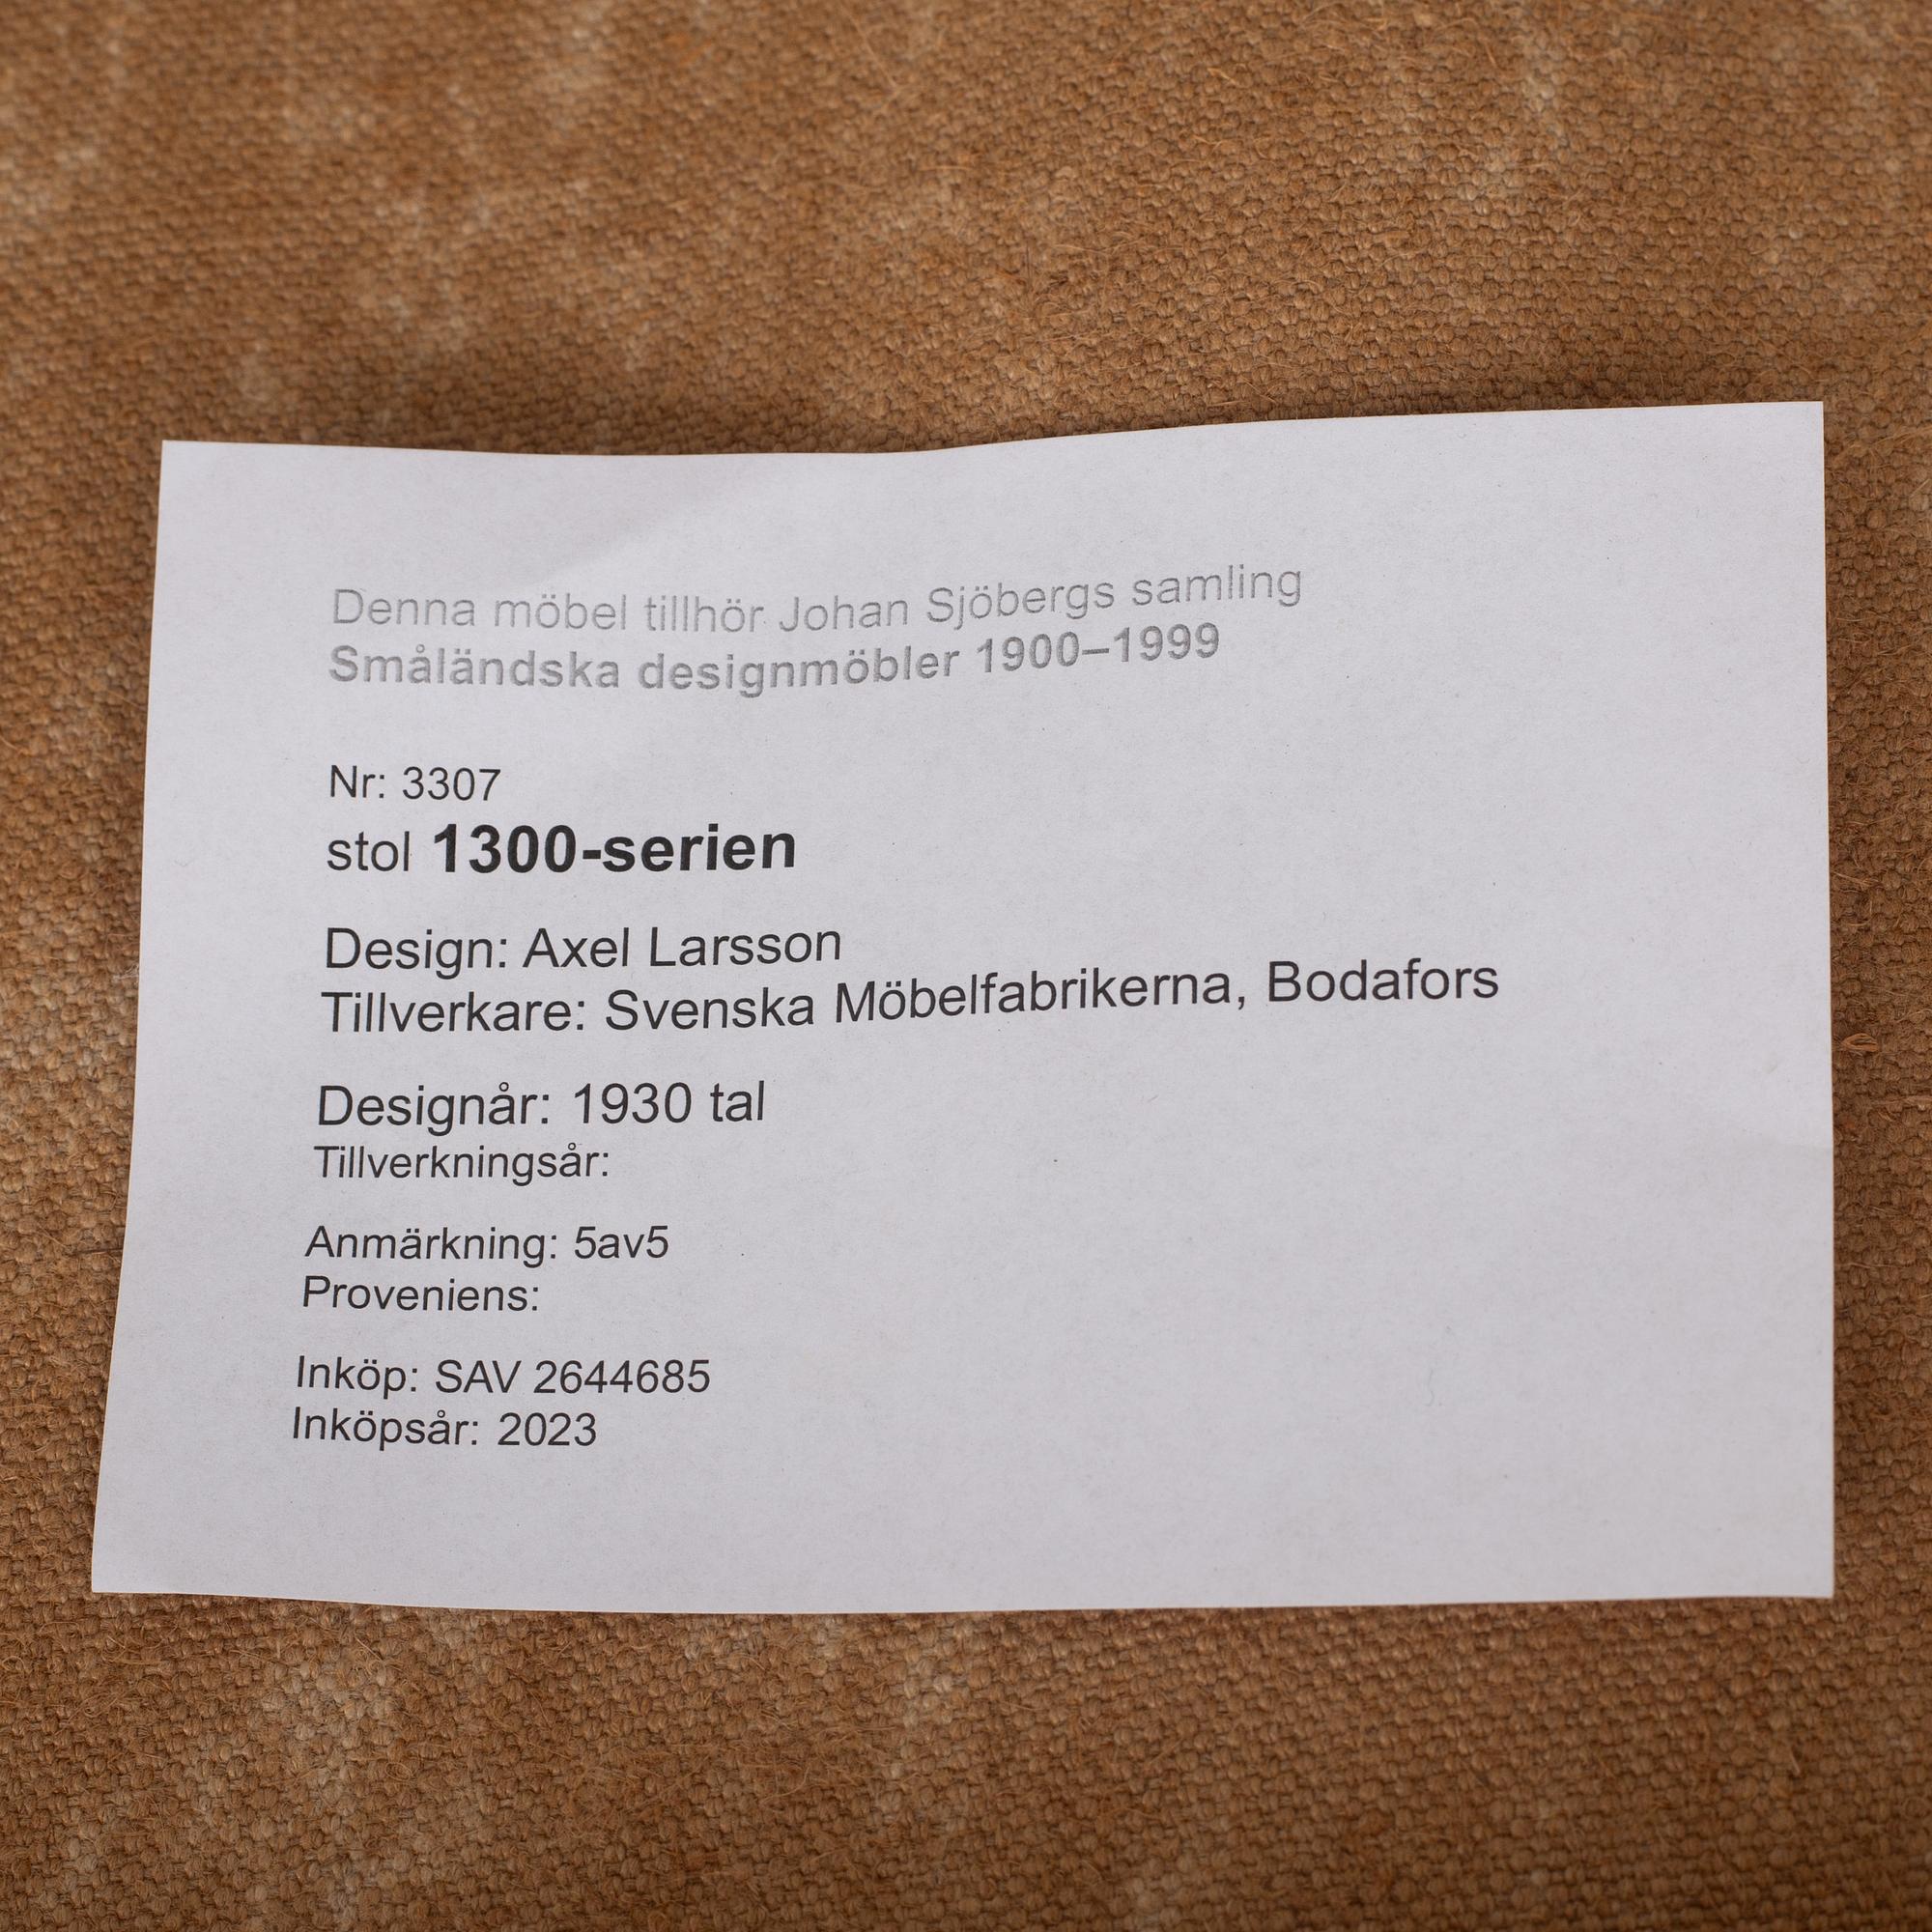 Denna möbel tillhör Johan Sjöbergs samling
Småländska designmöbler 1900–1999
Nr: 3307
stol 1300-serien
Design: Axel Larsson
Tillverkare: Svenska Möbelfabrikerna, Bodafors
Designår: 1930 tal
Tillverkningsår:
Anmärkning: 5av5
Proveniens:
Inköp: SAV 2644685
Inköpsår: 2023